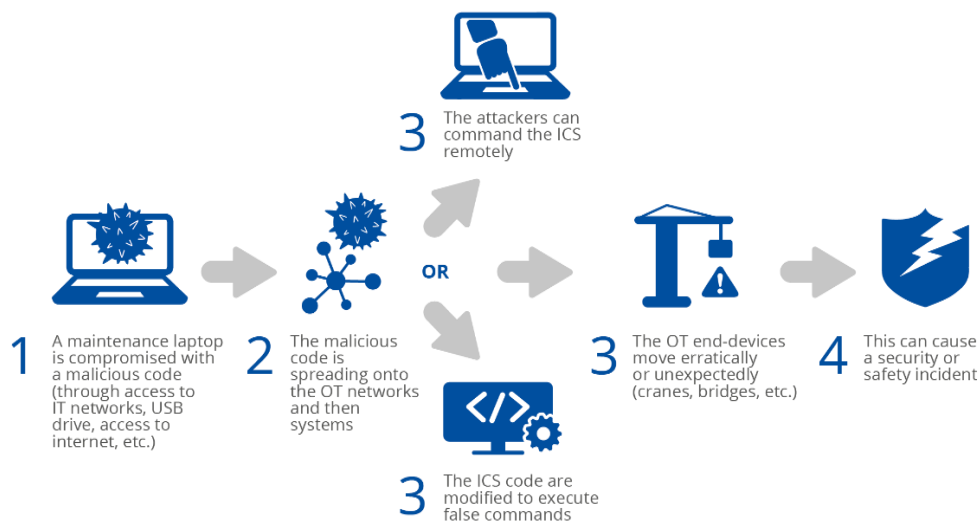 3
The attackers can
command the ICS
remotely
1
A maintenance laptop
is compromised with
a malicious code
(through access to
IT networks, USB
drive, access to
internet, etc.)
2
The malicious
code is
spreading onto
the OT networks
and then
systems
OR
3
The OT end-devices
move erratically
or unexpectedly
(cranes, bridges, etc.)
4
This can cause
a security or
safety incident
</>
3
The ICS code are
modified to execute
false commands